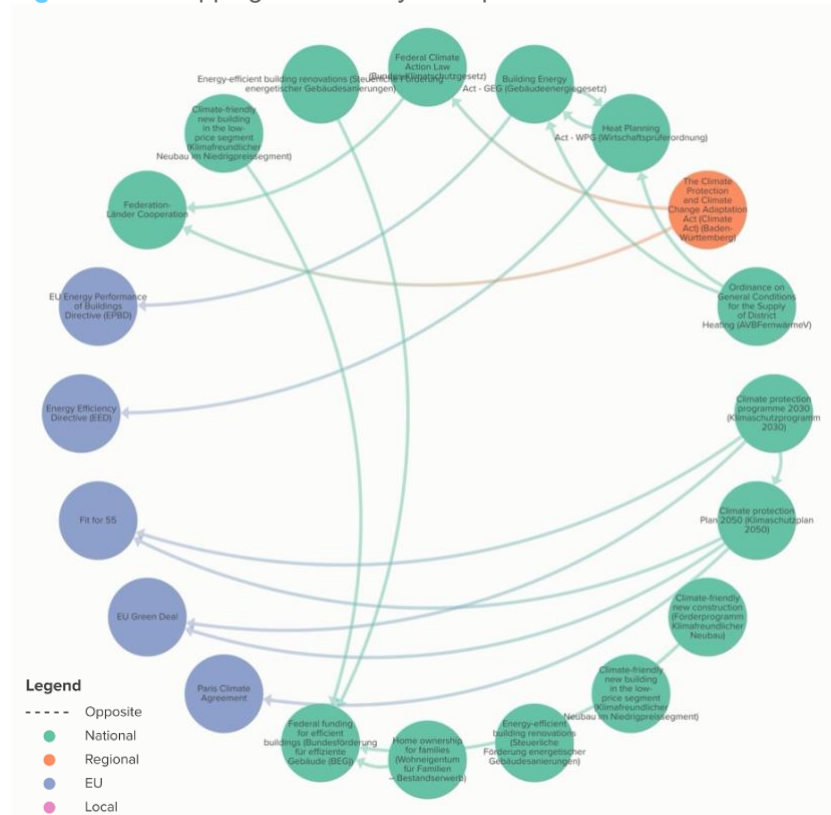 Federal Climate
Action Law
(Bundes-Klimaschutzgesetz)
Energy-efficient building renovations (Steuerliche Förderung
energetischer Gebäudesanierungen)
Building Energy
Act - GEG (Gebäudeenergiegesetz)
Climate-friendly
new building
in the low-
price segment
(Klimafreundlicher
Neubau im Niedrigpreissegment)
Heat Planning
Act - WPG (Wirtschaftsprüferordnung)
Federation-
Länder Cooperation
The Climate
Protection
and Climate
Change Adaptation
Act (Climate
Act) (Baden-
Württemberg)
EU Energy Performance
of Buildings
Directive (EPBD)
Ordinance on
General Conditions
for the Supply
of District
Heating (AVBFernwärmeV)
Energy Efficiency
Directive (EED)
Climate protection
programme 2030
(Klimaschutzprogramm
2030)
Fit for 55
Climate protection
Plan 2050 (Klimaschutzplan
2050)
EU Green Deal
Climate-friendly
new construction
(Förderprogramm
Klimafreundlicher
Neubau)
Paris Climate
Agreement
Climate-friendly
new building
in the low-
price segment
(Klimafreundlicher
Neubau im Niedrigpreissegment)
Federal funding
for efficient
buildings (Bundesförderung
für effiziente
Gebäude (BEG))
Home ownership
for families
(Wohneigentum
für Familien
– Bestandserwerb)
Energy-efficient
building renovations
(Steuerliche
Förderung energetischer
Gebäudesanierungen)
Legend
Opposite
National
Regional
EU
Local